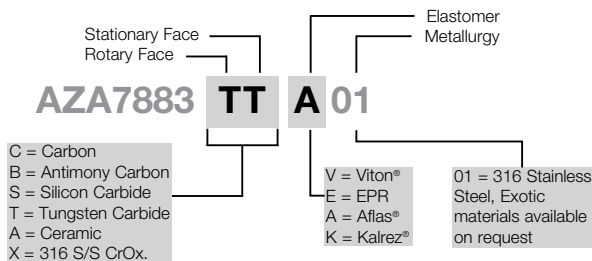 Elastomer
Stationary Face
Metallurgy
Rotary Face
AZA7883 TT A 01
C = Carbon
B = Antimony Carbon
S = Silicon Carbide
T = Tungsten Carbide
A = Ceramic
X = 316 S/S CrOx.
V = Viton®
E = EPR
A = Aflas®
K = Kalrez®
01 = 316 Stainless
Steel, Exotic
materials available
on request